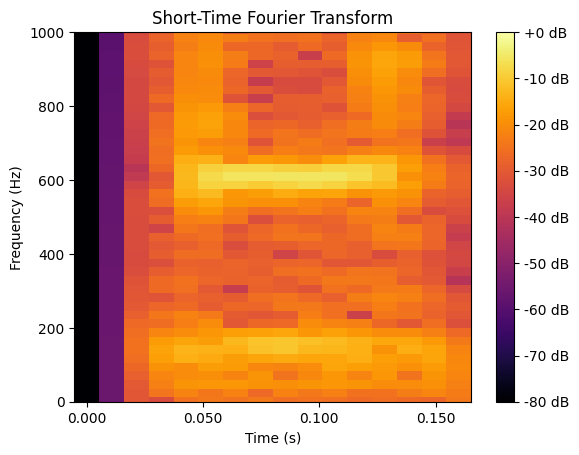 Short-Time Fourier Transform
Frequency (Hz)
1000
800
600
400
200
0
0.000
0.050
0.100
0.150
Time (s)
+0 dB
-10 dB
-20 dB
-30 dB
-40 dB
-50 dB
-60 dB
-70 dB
-80 dB